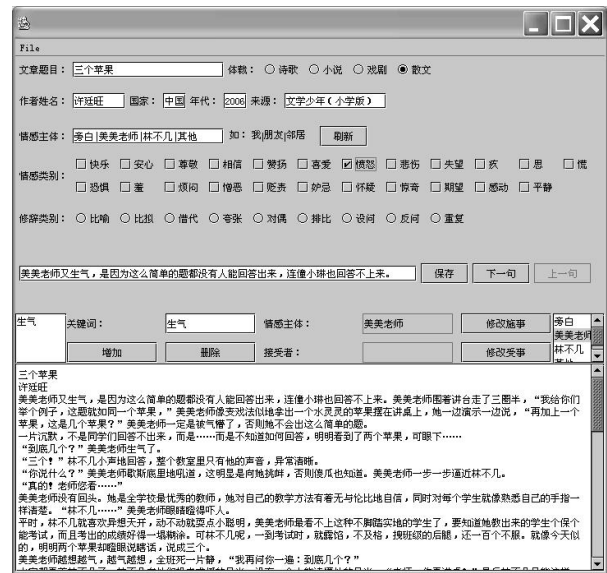 File
文章题目： 三个苹果 体裁： 诗歌 小说 戏剧 散文
作者姓名： 许廷旺 国家： 中国 年代： 2006 来源： 文学少年（小学版）
情感主体： 旁白|美美老师|林不几|其他 如：我|朋友|邻居 刷新
快乐 安心 尊敬 相信 赞扬 喜爱 愤怒 悲伤 失望 疚 思 慌
情感类别：
恐惧 羞 烦闷 憎恶 贬责 妒忌 怀疑 惊奇 期望 感动 平静
修辞类别： 比喻 比拟 借代 夸张 对偶 排比 设问 反问 重复
美美老师又生气，是因为这么简单的题都没有人能回答出来，连僮小琳也回答不上来。 保存 下一句 上一句
生气 关键词： 生气 情感主体： 美美老师 修改施事 旁白
美美老师
增加 删除 接受者： 修改受事 林不几
三个苹果
许廷旺
美美老师又生气，是因为这么简单的题都没有人能回答出来，连僮小琳也回答不上来。美美老师围着讲台走了三圈半，“我给你们
举个例子，这题就如同一个苹果，”美美老师像变戏法似地拿出一个水灵灵的苹果摆在讲桌上，她一边演示一边说，“再加上一个
苹果，这是几个苹果？”美美老师一定是被气懵了，否则她不会出这么简单的题。
一片沉默，不是同学们回答不出来，而是……而是不知道如何回答，明明看到了两个苹果，可眼下……
“到底几个？”美美老师生气了。
“三个！”林不几小声地回答，整个教室里只有他的声音，异常清晰。
“你说什么？”美美老师歇斯底里地吼道，这明显是向她挑衅，否则傻瓜也知道。美美老师一步一步逼近林不几。
“真的！老师您看……”
美美老师没有回头。她是全学校最优秀的教师，她对自己的教学方法有着无与伦比地自信，同时对每个学生就像熟悉自己的手指一
样清楚。“林不几……”美美老师眼睛瞪得吓人。
平时，林不几就喜欢异想天开，动不动就耍点小聪明，美美老师最看不上这种不脚踏实地的学生了，要知道她教出来的学生个保个
能考试，而且考出的成绩好得一塌糊涂。可林不几呢，一到考试时，就露馅，不及格，拽班级的后腿，还一百个不服。就像今天似
的，明明两个苹果却瞪眼说瞎话，说成三个。
美美老师越想越气，越气越想，全班死一片静，“我再问你一遍：到底几个？”